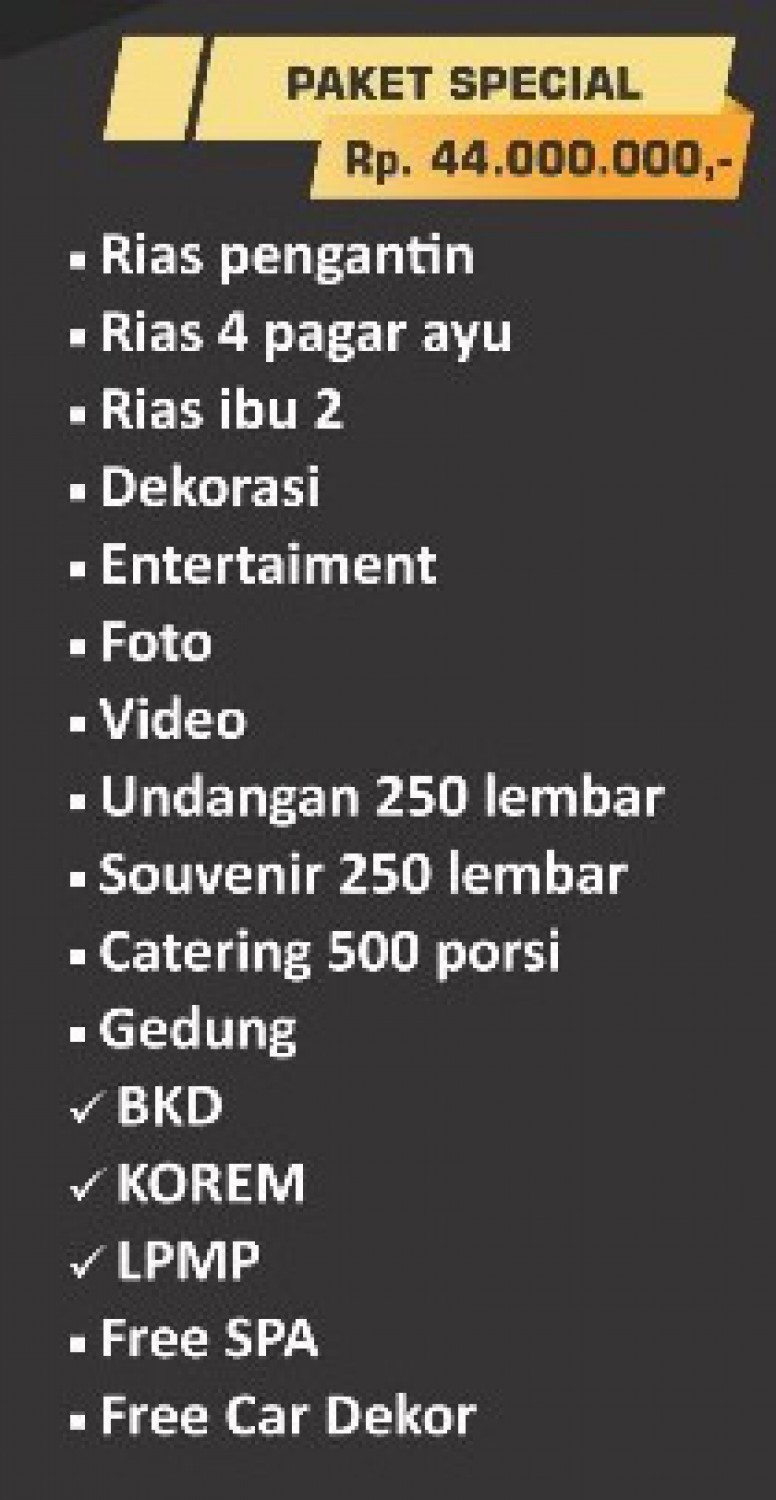 PAKET SPECIAL
Rp. 44.000.000,-
▪ Rias pengantin
▪ Rias 4 pagar ayu
▪ Rias ibu 2
▪ Dekorasi
▪ Entertaiment
▪ Foto
▪ Video
▪ Undangan 250 lembar
▪ Souvenir 250 lembar
▪ Catering 500 porsi
▪ Gedung
✓ BKD
✓ KOREM
✓ LPMP
▪ Free SPA
▪ Free Car Dekor